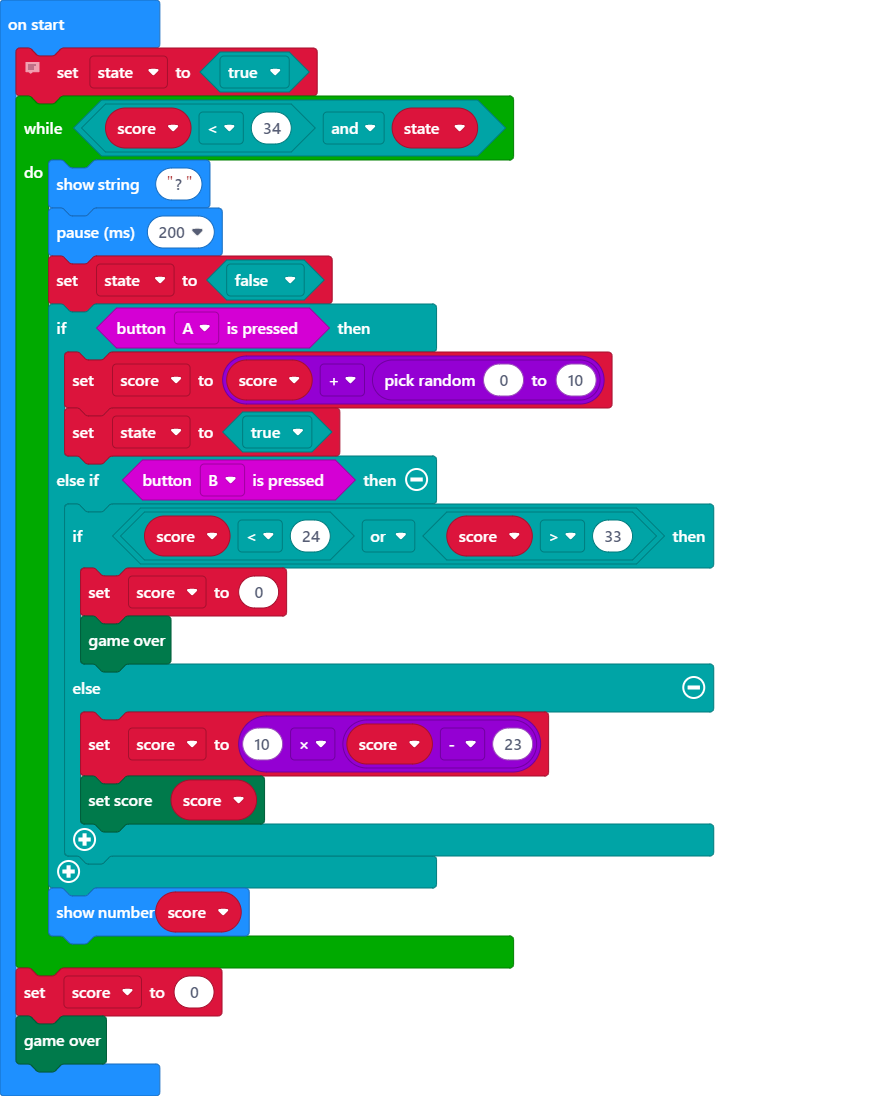 on start
set state to true
while score < 34 and state
do
show string "?"
pause (ms) 200
set state to false
if button A is pressed then
set score to score + pick random 0 to 10
set state to true
else if button B is pressed then
if score < 24 or score > 33 then
set score to 0
game over
else
set score to 10 × score - 23
set score score
show number score
set score to 0
game over